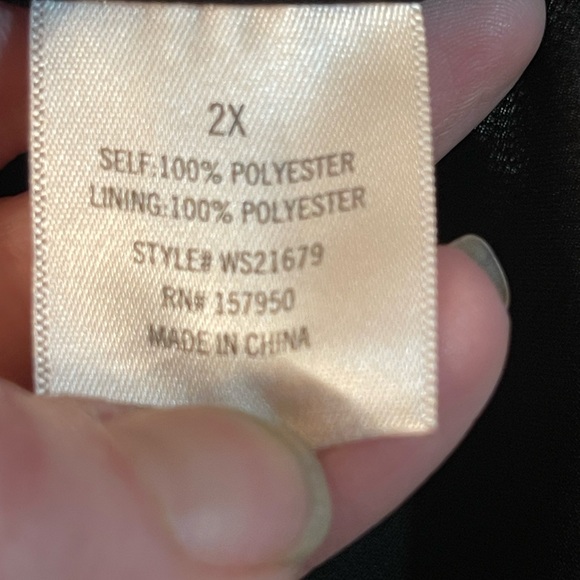 2X
SELF:100% POLYESTER
LINING:100% POLYESTER
STYLE# WS21679
RN# 157950
MADE IN CHINA